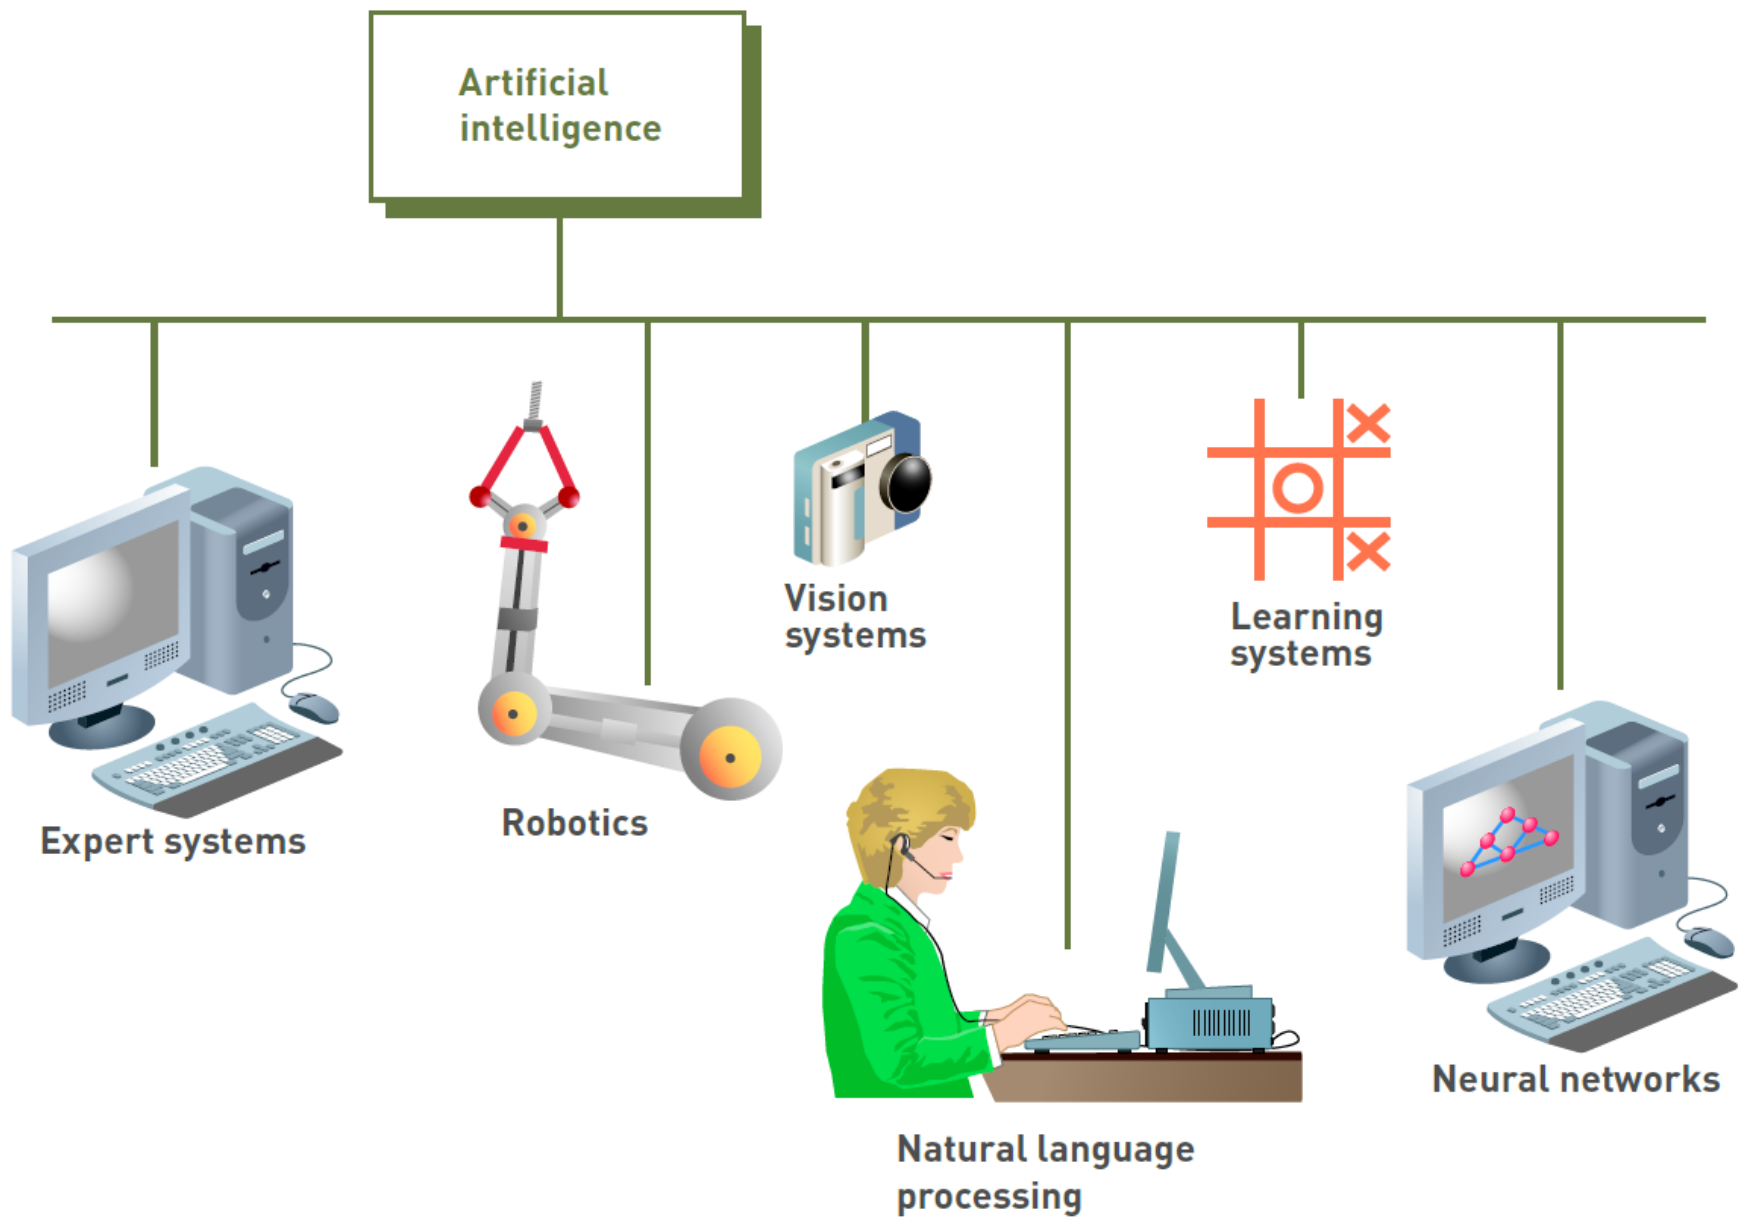 Artificial
intelligence
Expert systems
Robotics
Vision
systems
Natural language
processing
Learning
systems
Neural networks